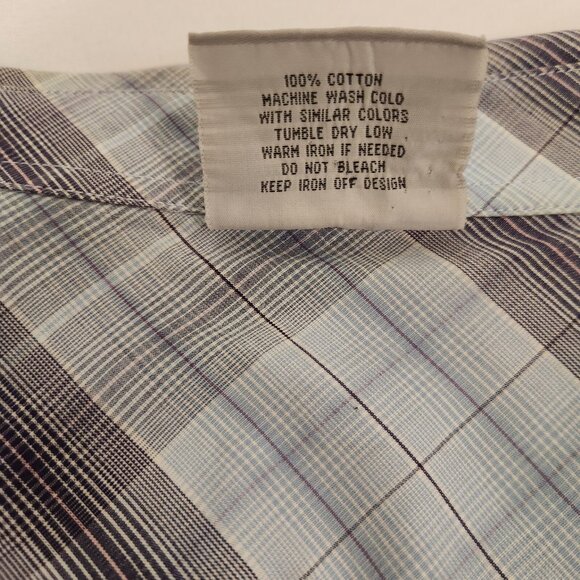 100% COTTON
MACHINE WASH COLD
WITH SIMILAR COLORS
TUMBLE DRY LOW
WARM IRON IF NEEDED
DO NOT BLEACH
KEEP IRON OFF DESIGN